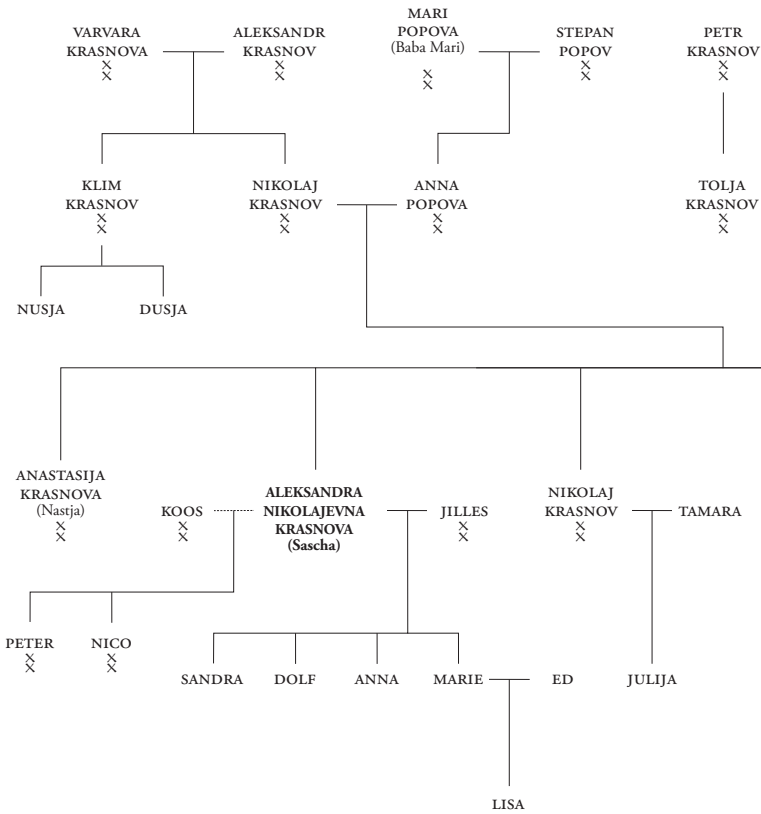 VARVARA
KRASNOVA
X
X
ALEKSANDR
KRASNOV
X
X
MARI
POPOVA
(Baba Mari)
X
X
STEPAN
POPOV
X
X
PETR
KRASNOV
X
X
KLIM
KRASNOV
X
X
NIKOLAJ
KRASNOV
X
X
ANNA
POPOVA
X
X
TOLJA
KRASNOV
X
X
NUSJA
DUSJA
ANASTASIJA
KRASNOVA
(Nastja)
X
X
KOOS
X
X
ALEKSANDRA
NIKOLAJEVNA
KRASNOVA
(Sascha)
JILLES
X
X
NIKOLAJ
KRASNOV
X
X
TAMARA
PETER
X
X
NICO
X
X
SANDRA
DOLF
ANNA
MARIE
ED
JULIJA
LISA